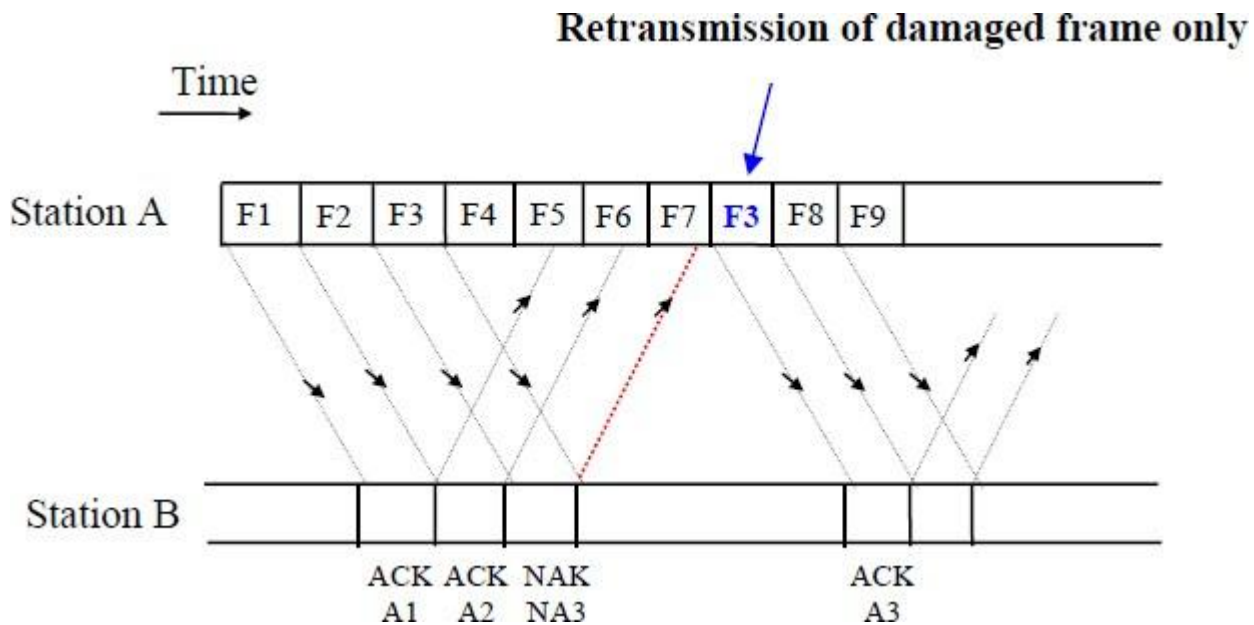 Retransmission of damaged frame only
Time
Station A
F1 F2 F3 F4 F5 F6 F7 F3 F8 F9
Station B
ACK ACK NAK ACK
A1 A2 NA3 A3